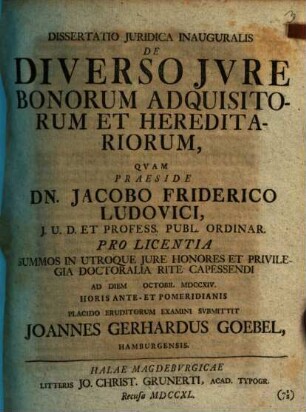 DISSERTATIO JURIDICA INAUGURALIS
DE
DIVERSO JVRE
BONORUM ADQUISITO-
RUM ET HEREDITA-
RIORUM,
QVAM
PRAESIDE
DN. JACOBO FRIDERICO
LUDOVICI,
J. U. D. ET PROFESS. PUBL. ORDINAR.
PRO LICENTIA
SUMMOS IN UTROQUE JURE HONORES ET PRIVILE-
GIA DOCTORALIA RITE CAPESSENDI
AD DIEM OCTOBR. MDCCXIV.
HORIS ANTE- ET POMERIDIANIS
PLACIDO ERUDITORUM EXAMINI SVBMITTIT
JOANNES GERHARDUS GOEBEL,
HAMBURGENSIS.
HALAE MAGDEBVRGICAE
LITTERIS JO. CHRIST. GRUNERTI, ACAD. TYPOGR.
Recusa MDCCXL.